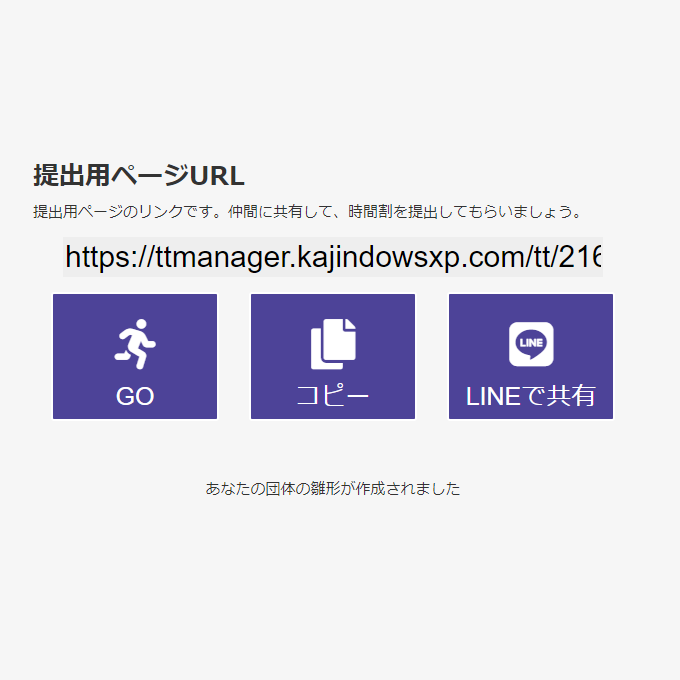 提出用ページURL
提出用ページのリンクです。仲間に共有して、時間割を提出してもらいましょう。
https://ttmanager.kajindowsxp.com/tt/216
GO
コピー
LINE
LINEで共有
あなたの団体の雛形が作成されました